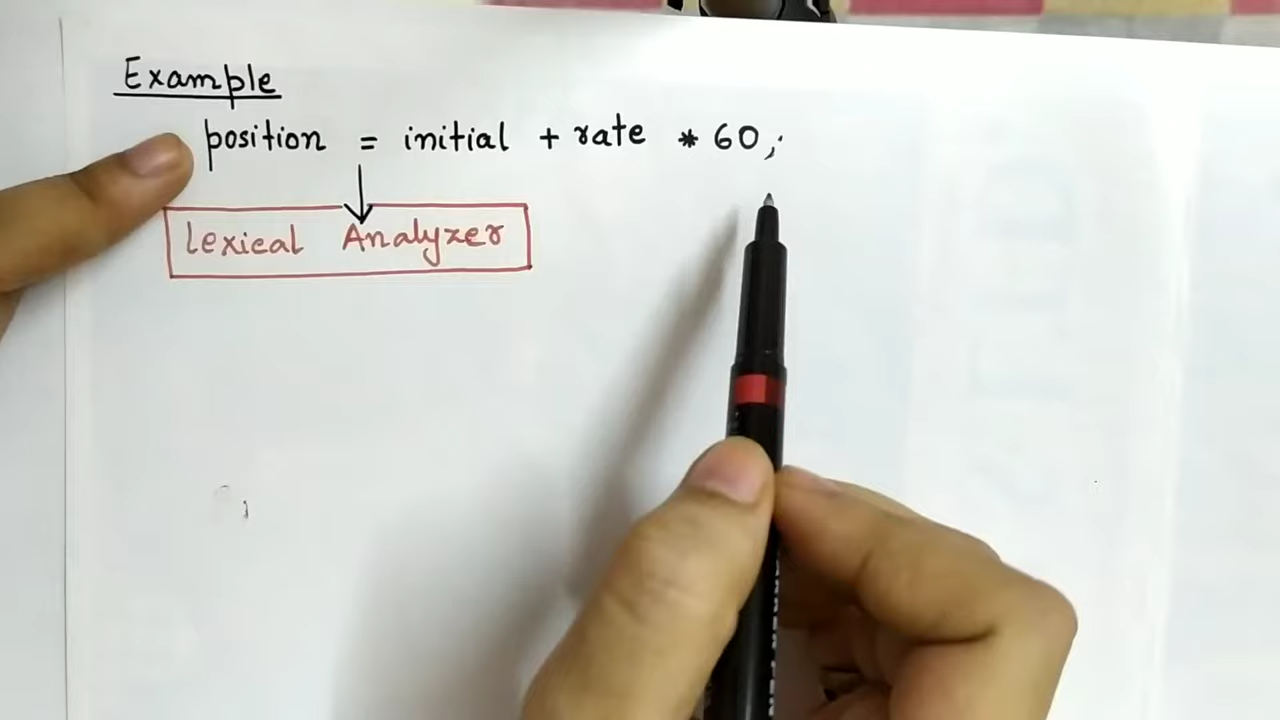 Example
position = initial + rate * 60;
Lexical Analyzer